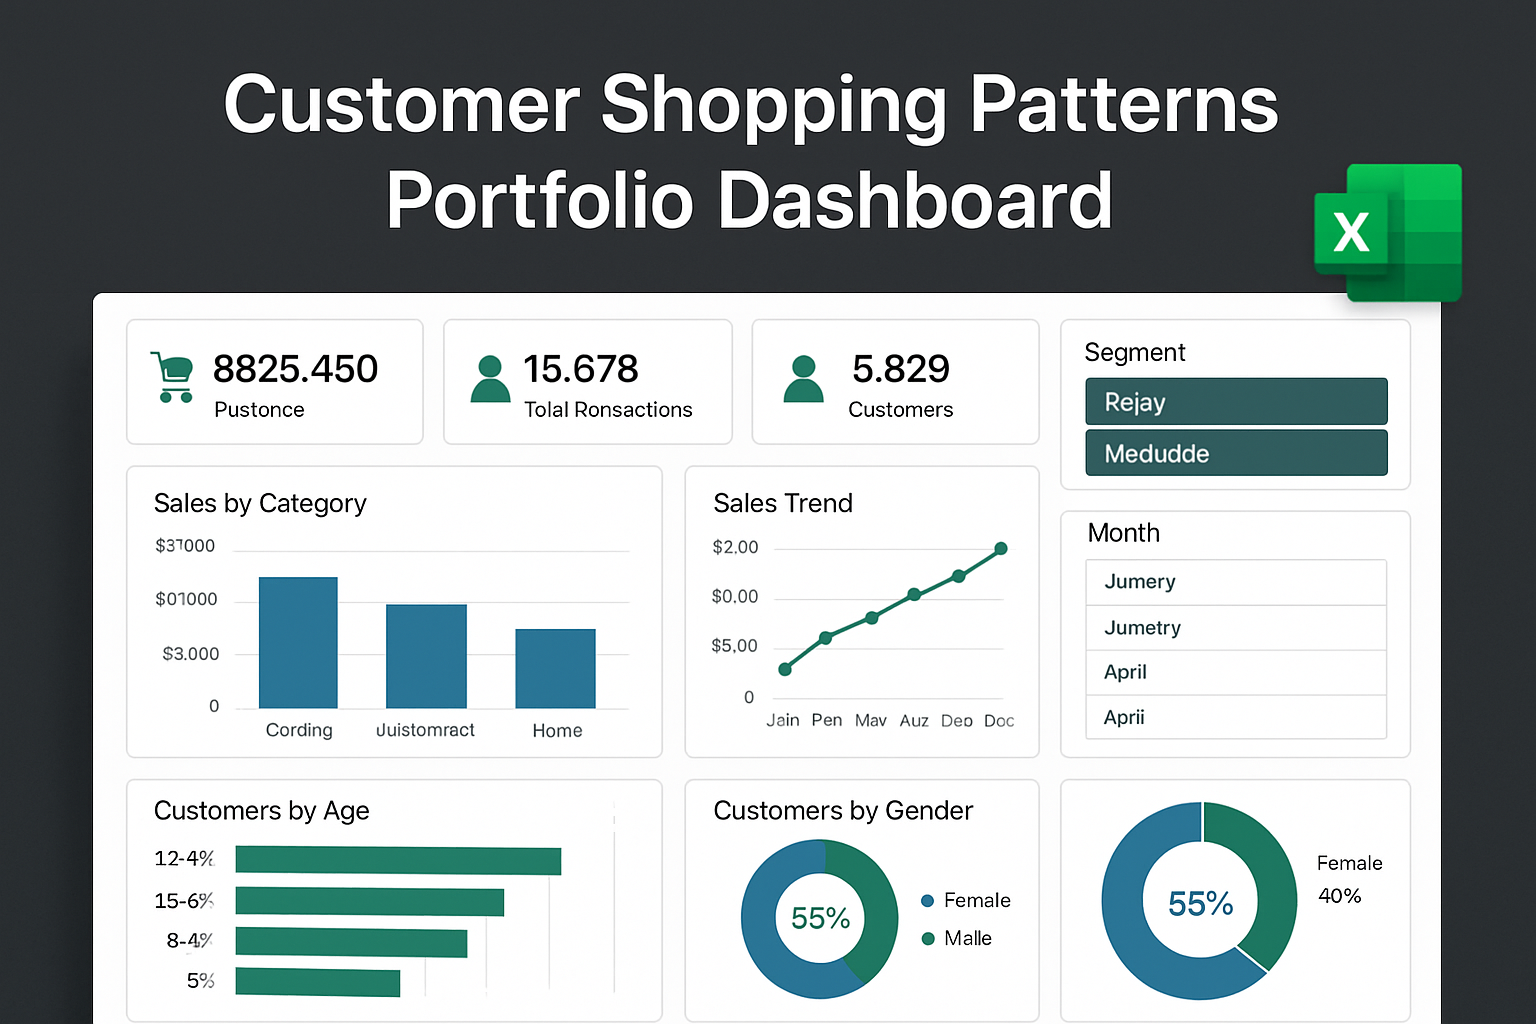 Customer Shopping Patterns
Portfolio Dashboard
X
8825.450
Pustonce
15.678
Tolal Ronsactions
5.829
Customers
Segment
Rejay
Medudde
Sales by Category
$37000
$01000
$3.000
0
Cording
Juistomract
Home
Sales Trend
$2.00
$0.00
$5,00
0
Jain Pen Mav Auz Dep Doc
Month
Jumery
Jumetry
April
Aprii
Customers by Age
12-4%
15-6%
8-4%
5%
Customers by Gender
55%
Female
Malle
55%
Female
40%